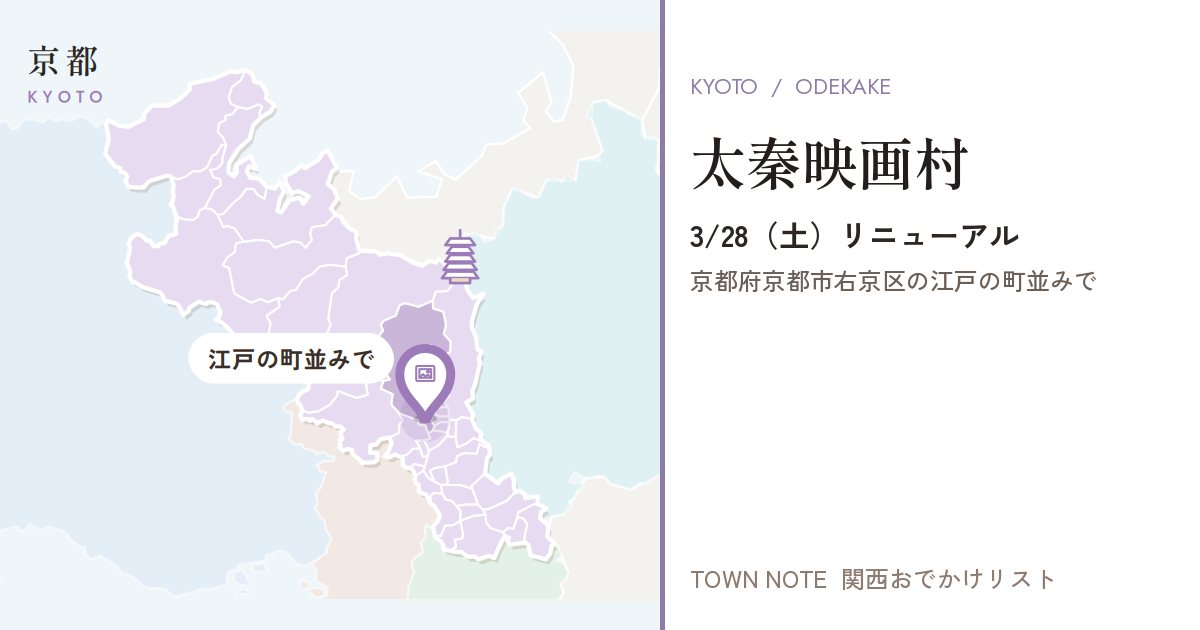 京都
KYOTO
江戸の町並みで
KYOTO / ODEKAKE
太秦映画村
3/28（土）リニューアル
京都府京都市右京区の江戸の町並みで
TOWN NOTE 関西おでかけリスト